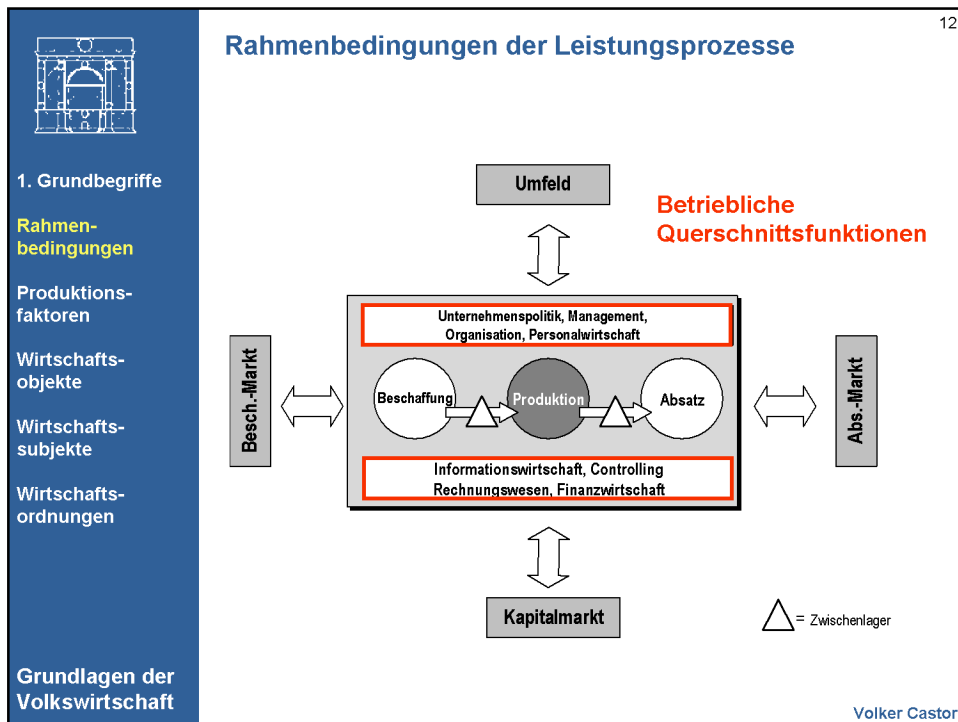 12
Rahmenbedingungen der Leistungsprozesse
1. Grundbegriffe
Rahmen-
bedingungen
Produktions-
faktoren
Wirtschafts-
objekte
Wirtschafts-
subjekte
Wirtschafts-
ordnungen
Grundlagen der
Volkswirtschaft
Umfeld
Betriebliche
Querschnittsfunktionen
Unternehmenspolitik, Management,
Organisation, Personalwirtschaft
Besch.-Markt
Beschaffung
Produktion
Absatz
Abs.-Markt
Informationswirtschaft, Controlling
Rechnungswesen, Finanzwirtschaft
Kapitalmarkt
= Zwischenlager
Volker Castor